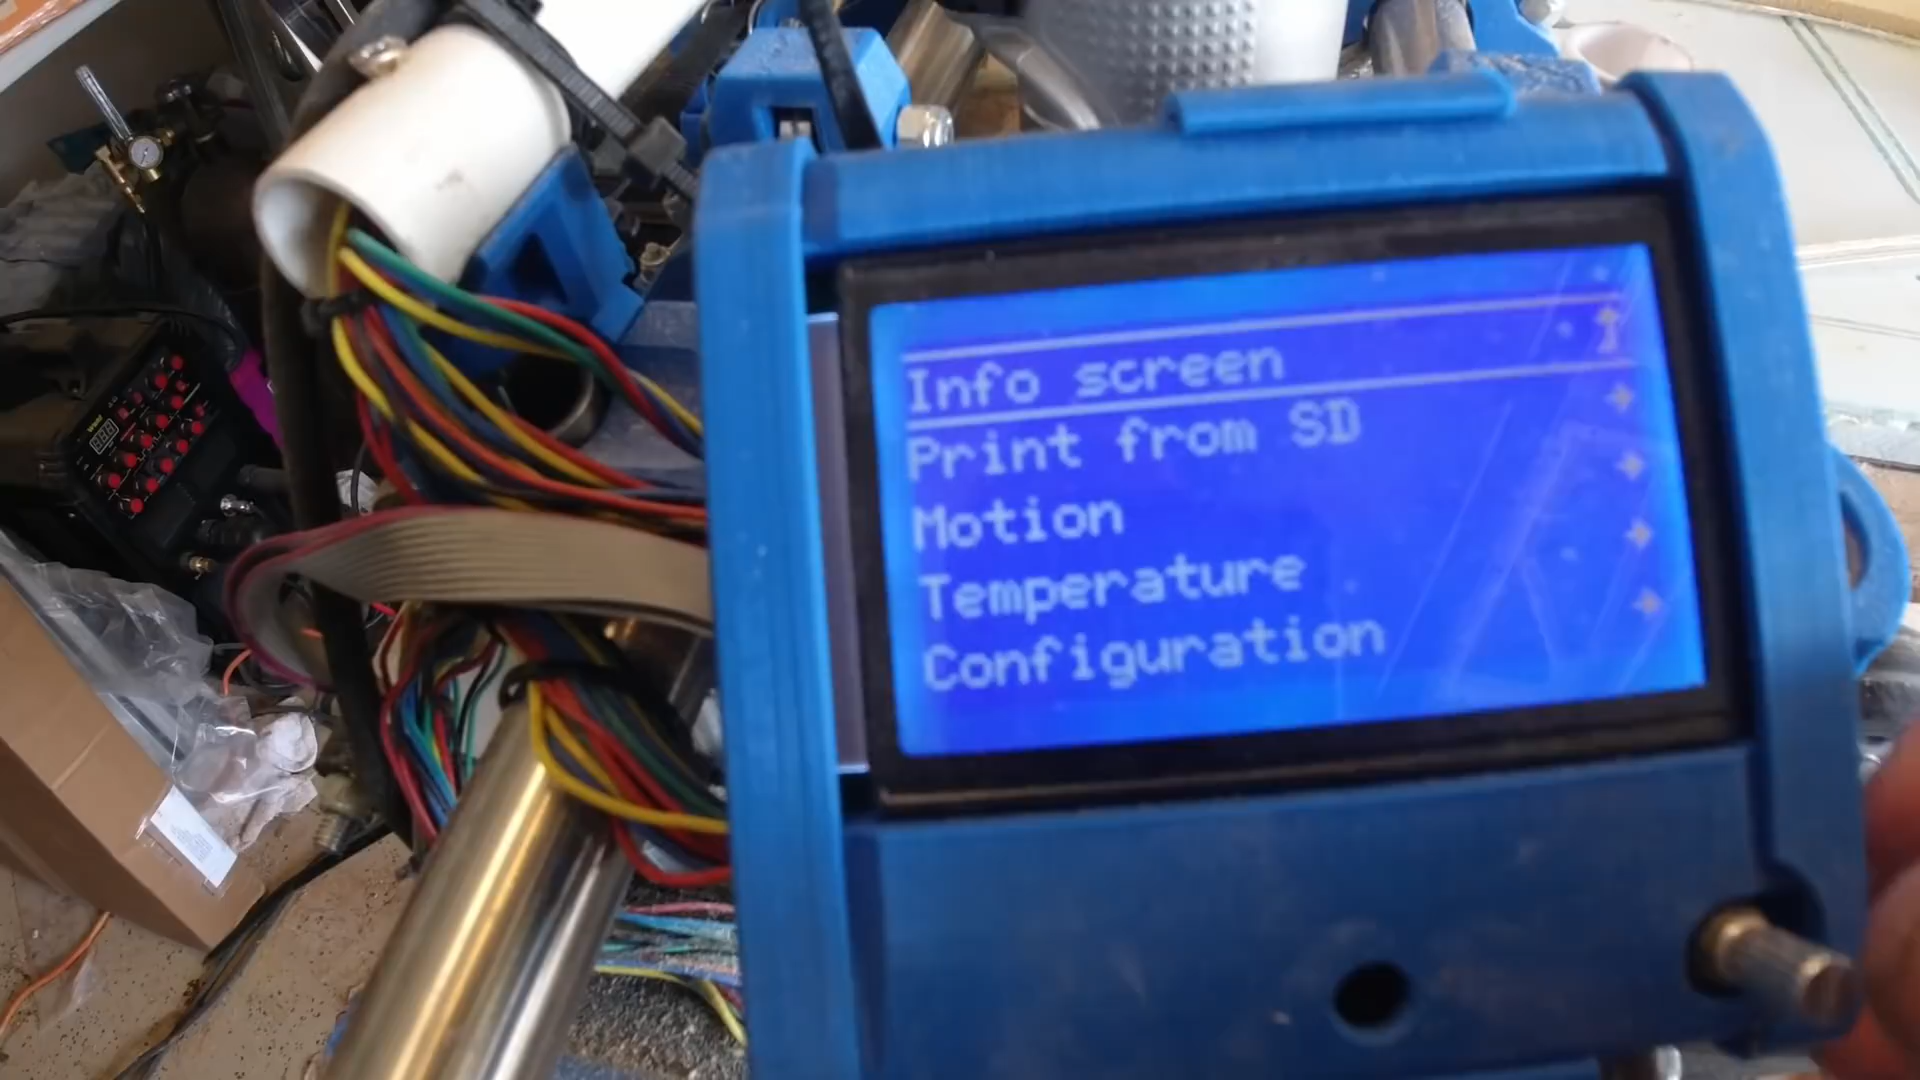 Info screen
Print from SD
Motion
Temperature
Configuration